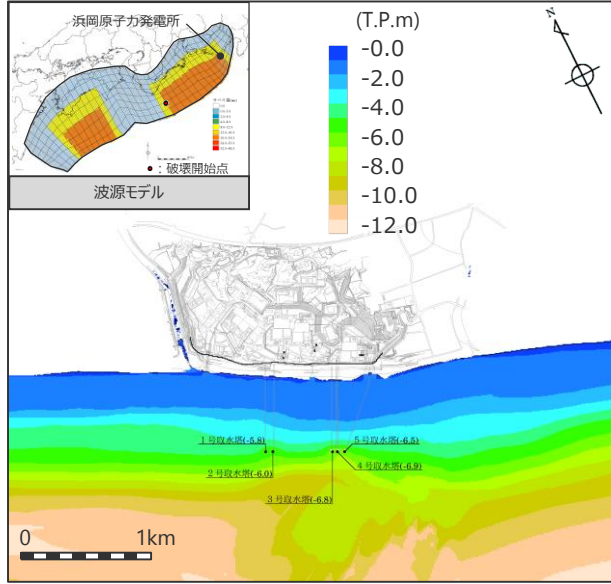 浜岡原子力発電所
：破壊開始点
波源モデル
(T.P.m)
-0.0
-2.0
-4.0
-6.0
-8.0
-10.0
-12.0
N
1号取水塔(-5.8)
5号取水塔(-6.5)
2号取水塔(-6.0)
4号取水塔(-6.9)
3号取水塔(-6.8)
0 1km